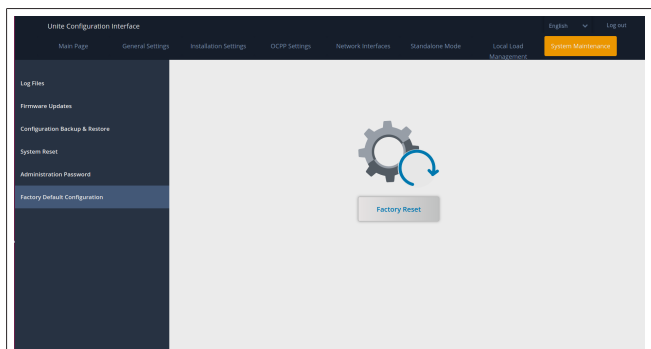 Unite Configuration Interface
English
Log out
Main Page
General Settings
Installation Settings
OCPP Settings
Network Interfaces
Standalone Mode
Local Load
Management
System Maintenance
Log Files
Firmware Updates
Configuration Backup & Restore
System Reset
Administration Password
Factory Default Configuration
Factory Reset